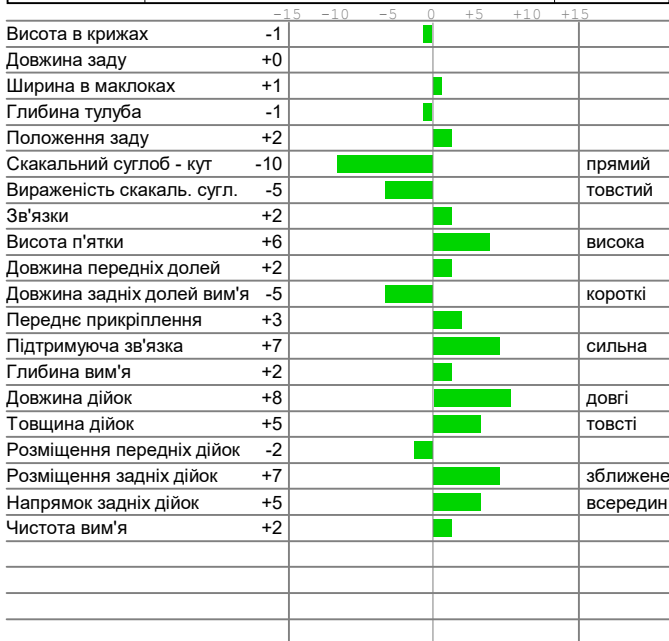 -15 -10 -5 0 +5 +10 +15
Висота в крижах -1
Довжина заду +0
Ширина в маклоках +1
Глибина тулуба -1
Положення заду +2
Скакальний суглоб - кут -10 прямий
Вираженість скакаль. сугл. -5 товстий
Зв'язки +2
Висота п'ятки +6 висока
Довжина передніх долей +2
Довжина задніх долей вим'я -5 короткі
Переднє прикріплення +3
Підтримуюча зв'язка +7 сильна
Глибина вим'я +2
Довжина дійок +8 довгі
Товщина дійок +5 товсті
Розміщення передніх дійок -2
Розміщення задніх дійок +7 зближене
Напрямок задніх дійок +5 всередин
Чистота вим'я +2